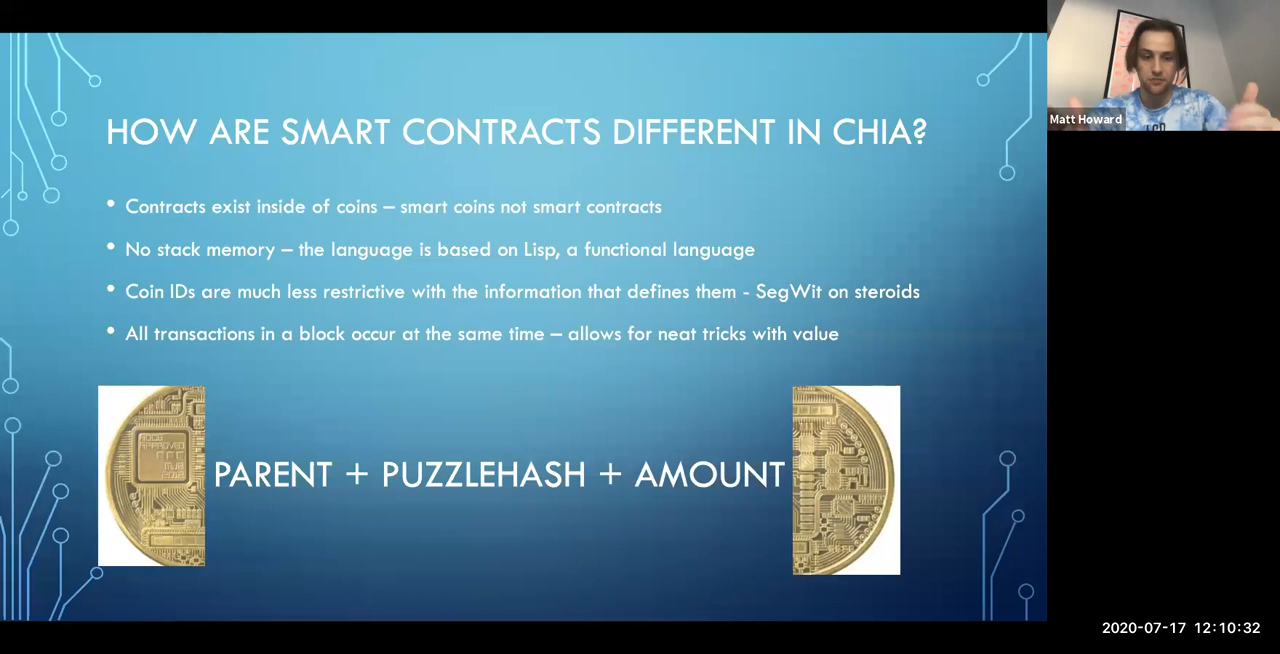 HOW ARE SMART CONTRACTS DIFFERENT IN CHIA?
Matt Howard
• Contracts exist inside of coins – smart coins not smart contracts
• No stack memory – the language is based on Lisp, a functional language
• Coin IDs are much less restrictive with the information that defines them - SegWit on steroids
• All transactions in a block occur at the same time – allows for neat tricks with value
PARENT + PUZZLEHASH + AMOUNT
2020-07-17 12:10:32